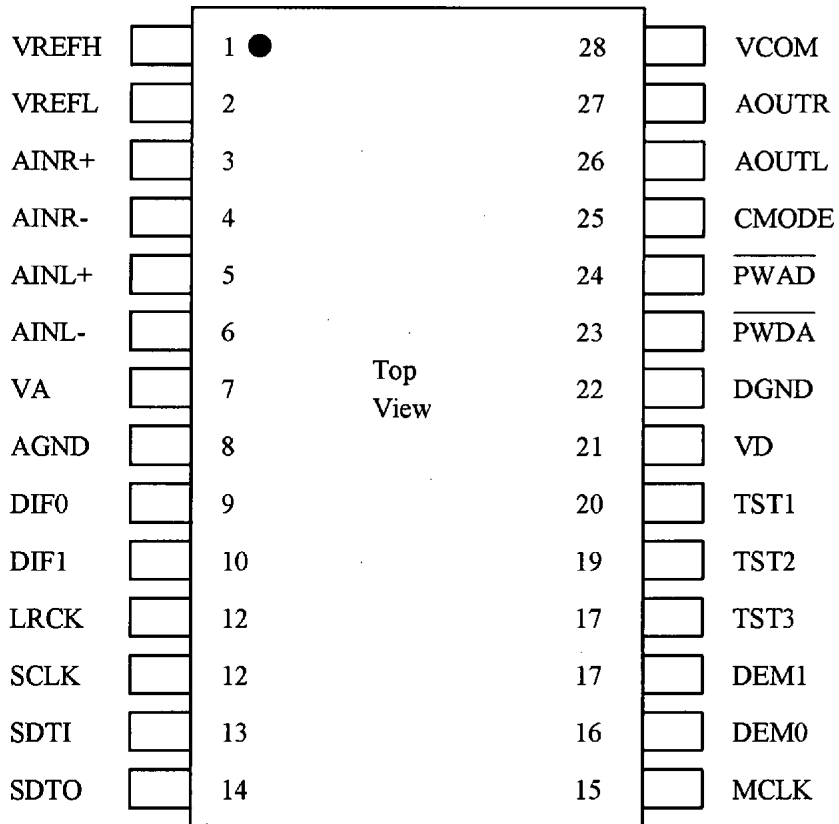 VREFH 1 28 VCOM
VREFL 2 27 AOUTR
AINR+ 3 26 AOUTL
AINR- 4 25 CMODE
AINL+ 5 24 PWAD
AINL- 6 23 PWDA
VA 7 Top 22 DGND
View
AGND 8 21 VD
DIF0 9 20 TST1
DIF1 10 19 TST2
LRCK 12 17 TST3
SCLK 12 17 DEM1
SDTI 13 16 DEM0
SDTO 14 15 MCLK